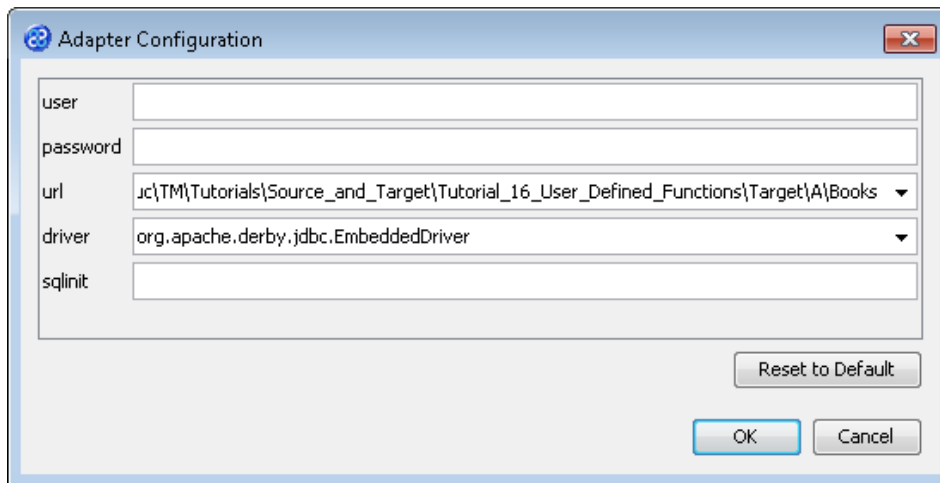 Adapter Configuration
user
password
url uc\TM\Tutorials\Source_and_Target\Tutorial_16_User_Defined_Functions\Target\A\Books
driver org.apache.derby.jdbc.EmbeddedDriver
sqlinit
Reset to Default
OK Cancel